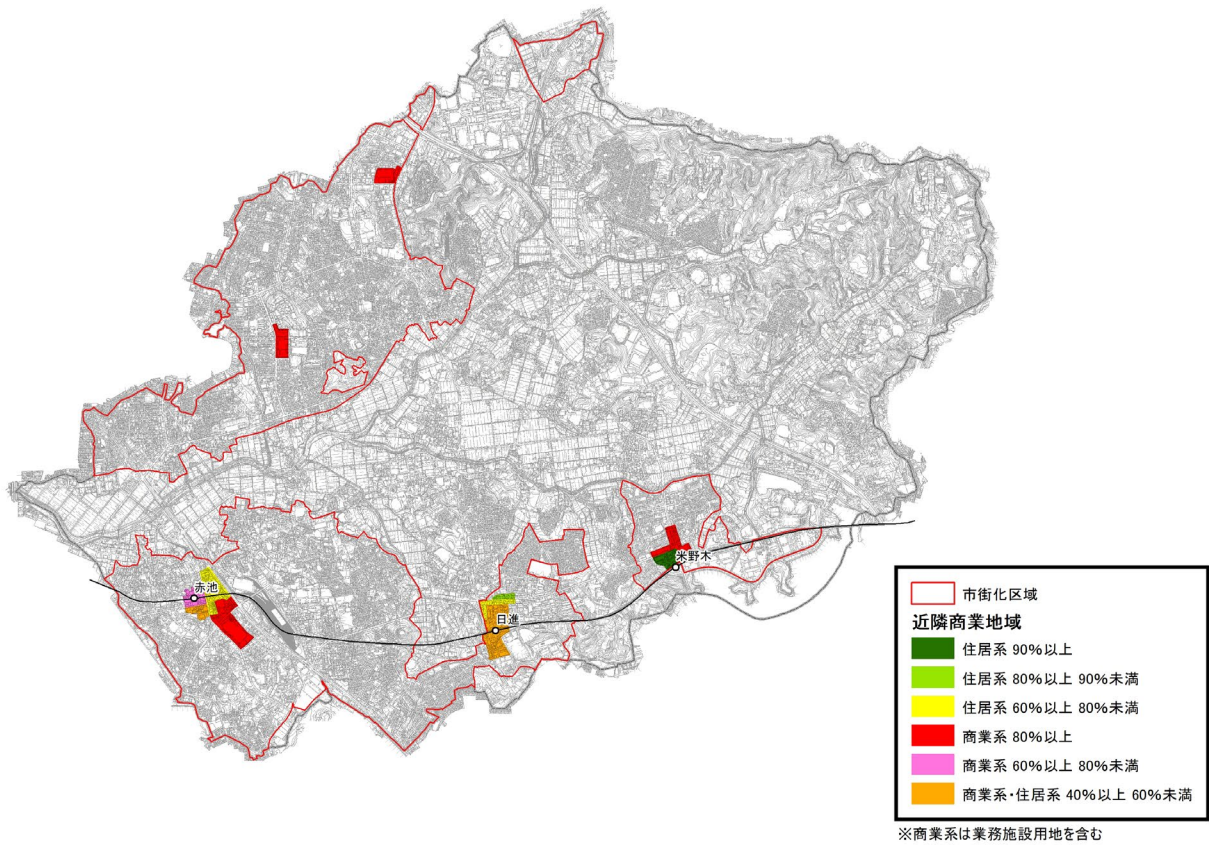 米野木
赤池
日進
市街化区域
近隣商業地域
住居系 90%以上
住居系 80%以上 90%未満
住居系 60%以上 80%未満
商業系 80%以上
商業系 60%以上 80%未満
商業系・住居系 40%以上 60%未満
※商業系は業務施設用地を含む